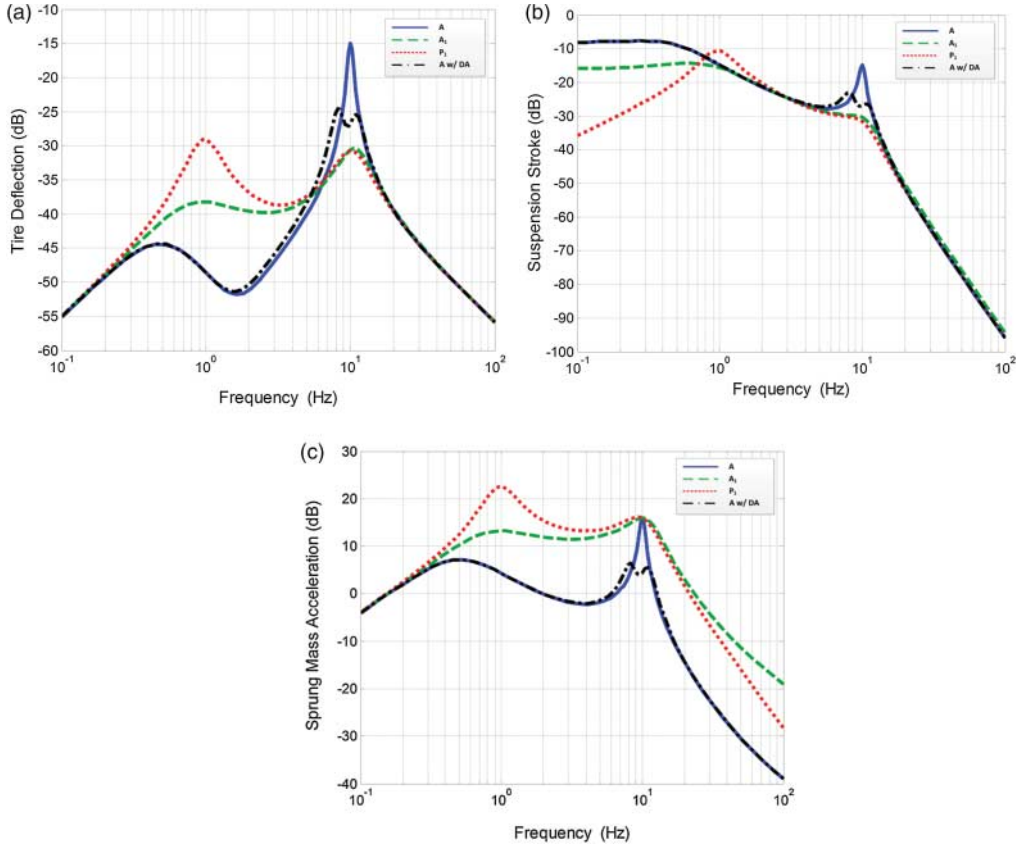 (a)
-10
-15
-20
-25
-30
-35
-40
-45
-50
-55
-60
Tire Deflection (dB)
A
A₁
P₁
A w/ DA
10⁻¹ 10⁰ 10¹ 10²
Frequency (Hz)
(b)
0
-10
-20
-30
-40
-50
-60
-70
-80
-90
-100
Suspension Stroke (dB)
A
A₁
P₁
A w/ DA
10⁻¹ 10⁰ 10¹ 10²
Frequency (Hz)
(c)
30
20
10
0
-10
-20
-30
-40
Sprung Mass Acceleration (dB)
A
A₁
P₁
A w/ DA
10⁻¹ 10⁰ 10¹ 10²
Frequency (Hz)